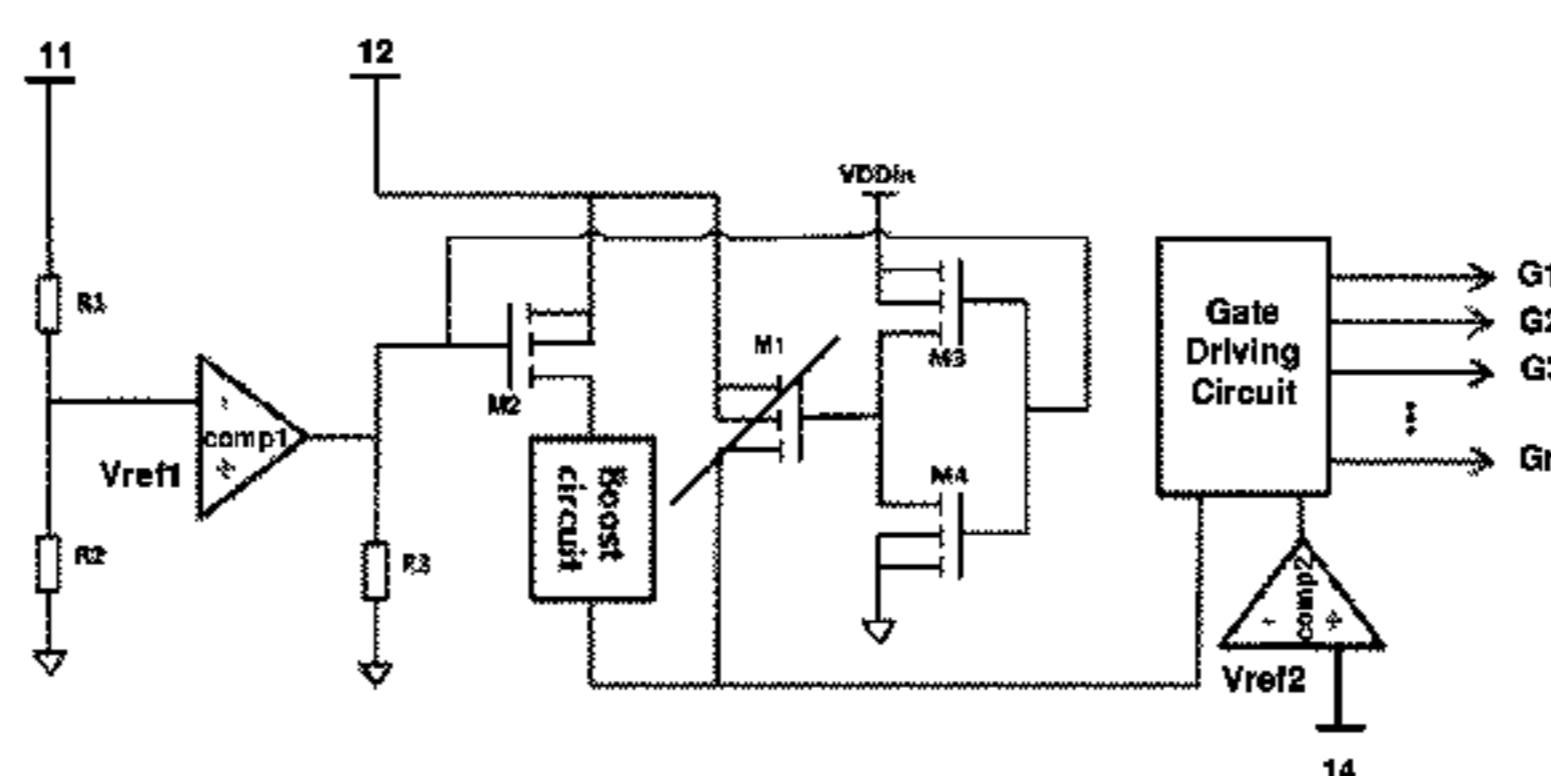 11
12
VDDin
R1
M1
M2
M3
M4
-
comp1
+
Vref1
R2
R3
Boost
circuit
Gate
Driving
Circuit
G1
G2
G3
...
comp2
-
+
Vref2
14